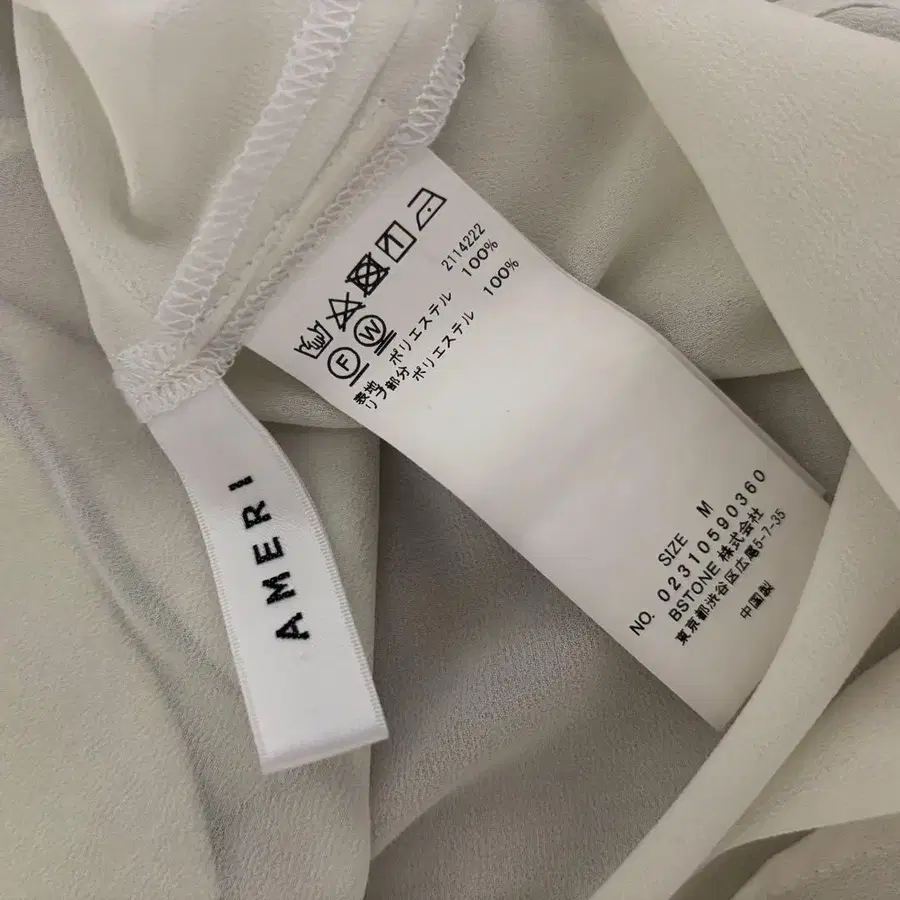 AMERI
F W
2114222
表地 ポリエステル 100%
リブ部分 ポリエステル 100%
SIZE M
NO. 02310590360
BSTONE 株式会社
東京都渋谷区広尾5-7-35
中国製